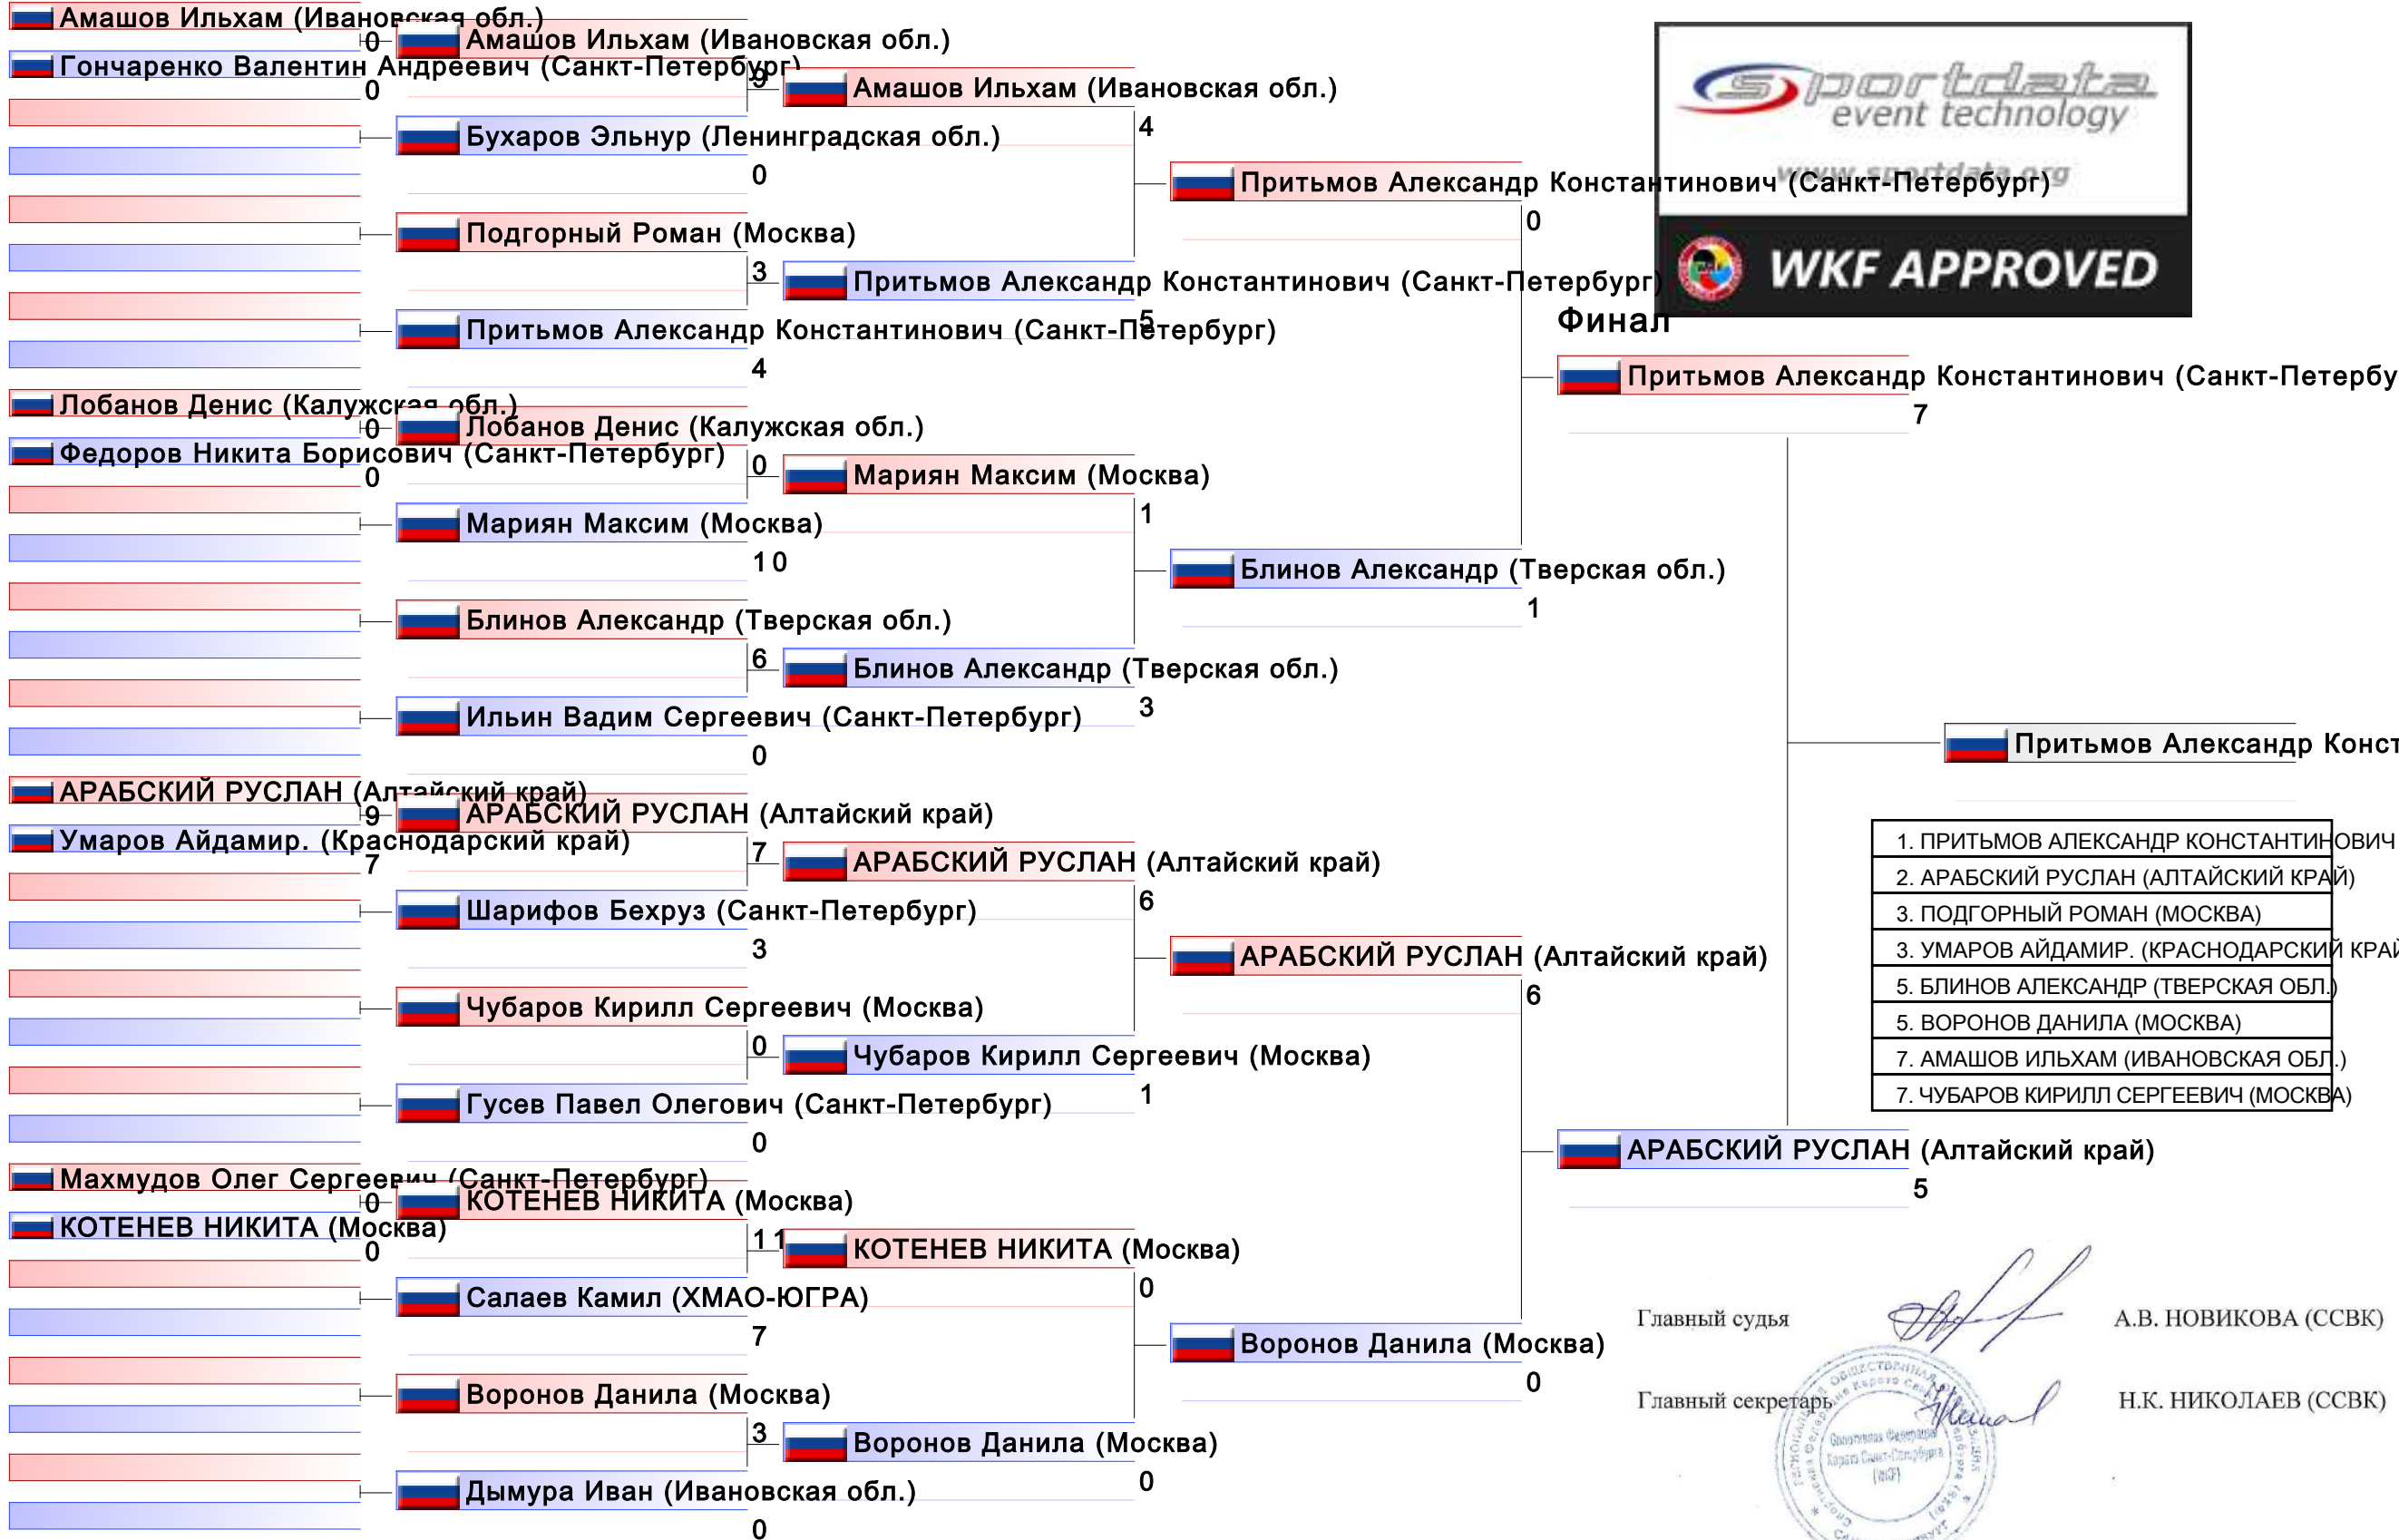 Амашов Ильхам (Ивановская обл.)
0
Гончаренко Валентин Андреевич (Санкт-Петербург)
0
Лобанов Денис (Калужская обл.)
0
Федоров Никита Борисович (Санкт-Петербург)
0
АРАБСКИЙ РУСЛАН (Алтайский край)
9
Умаров Айдамир. (Краснодарский край)
7
Махмудов Олег Сергеевич (Санкт-Петербург)
0
КОТЕНЕВ НИКИТА (Москва)
0
Амашов Ильхам (Ивановская обл.)
9
Бухаров Эльнур (Ленинградская обл.)
0
Подгорный Роман (Москва)
3
Притьмов Александр Константинович (Санкт-Петербург)
4
Лобанов Денис (Калужская обл.)
0
Мариян Максим (Москва)
10
Блинов Александр (Тверская обл.)
6
Ильин Вадим Сергеевич (Санкт-Петербург)
0
АРАБСКИЙ РУСЛАН (Алтайский край)
7
Шарифов Бехруз (Санкт-Петербург)
3
Чубаров Кирилл Сергеевич (Москва)
0
Гусев Павел Олегович (Санкт-Петербург)
0
КОТЕНЕВ НИКИТА (Москва)
11
Салаев Камил (ХМАО-ЮГРА)
7
Воронов Данила (Москва)
3
Дымура Иван (Ивановская обл.)
0
Амашов Ильхам (Ивановская обл.)
4
Притьмов Александр Константинович (Санкт-Петербург)
5
Мариян Максим (Москва)
1
Блинов Александр (Тверская обл.)
3
АРАБСКИЙ РУСЛАН (Алтайский край)
6
Чубаров Кирилл Сергеевич (Москва)
1
КОТЕНЕВ НИКИТА (Москва)
0
Воронов Данила (Москва)
0
Притьмов Александр Константинович (Санкт-Петербург)
0
Блинов Александр (Тверская обл.)
1
АРАБСКИЙ РУСЛАН (Алтайский край)
6
Воронов Данила (Москва)
0
sportdata
event technology
www.sportdata.org
WKF APPROVED
Финал
Притьмов Александр Константинович (Санкт-Петербу
7
АРАБСКИЙ РУСЛАН (Алтайский край)
5
Притьмов Александр Конст
1. ПРИТЬМОВ АЛЕКСАНДР КОНСТАНТИНОВИЧ
2. АРАБСКИЙ РУСЛАН (АЛТАЙСКИЙ КРАЙ)
3. ПОДГОРНЫЙ РОМАН (МОСКВА)
3. УМАРОВ АЙДАМИР. (КРАСНОДАРСКИЙ КРАЙ
5. БЛИНОВ АЛЕКСАНДР (ТВЕРСКАЯ ОБЛ.)
5. ВОРОНОВ ДАНИЛА (МОСКВА)
7. АМАШОВ ИЛЬХАМ (ИВАНОВСКАЯ ОБЛ.)
7. ЧУБАРОВ КИРИЛЛ СЕРГЕЕВИЧ (МОСКВА)
Главный судья А.В. НОВИКОВА (ССВК)
Главный секретарь Н.К. НИКОЛАЕВ (ССВК)
Спортивная Федерация
Каратэ Санкт-Петербурга
(WKF)